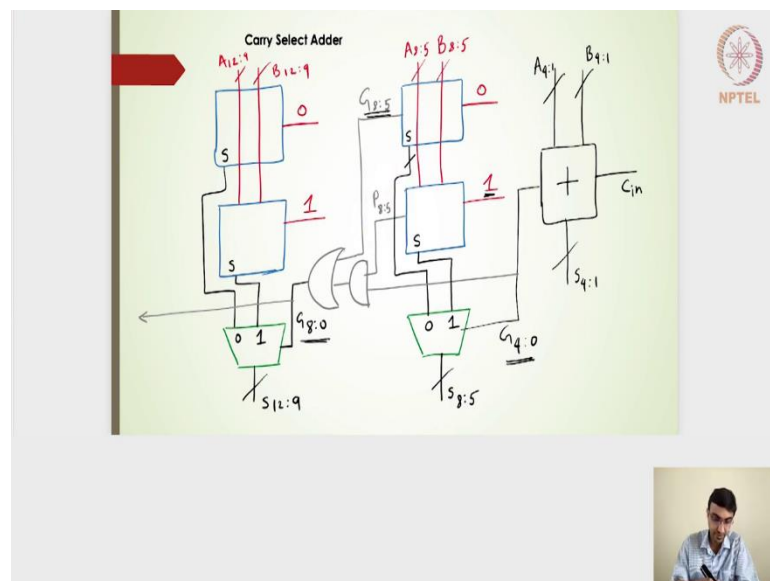 Carry Select Adder
NPTEL
A12:9
B12:9
A8:5 B8:5
A4:1
B4:1
0
G8:5
0
S
S
1
P8:5
1
+
Cin
S
S
S4:1
0 1
G8:0
0 1
G4:0
S12:9
S8:5